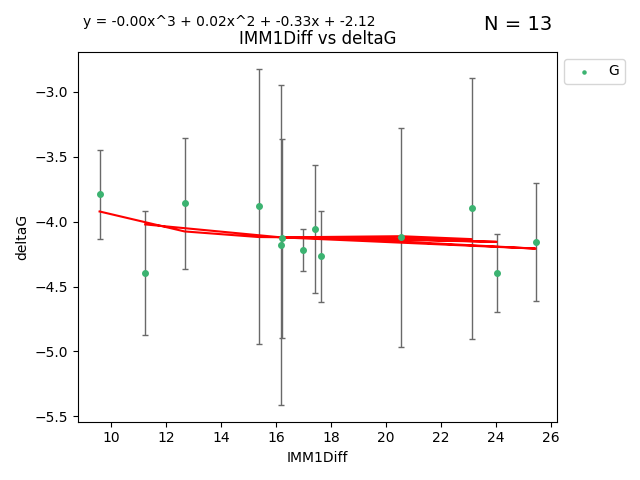 y = -0.00x^3 + 0.02x^2 + -0.33x + -2.12
N = 13
IMM1Diff vs deltaG
G
−3.0
−3.5
−4.0
−4.5
−5.0
−5.5
deltaG
10 12 14 16 18 20 22 24 26
IMM1Diff